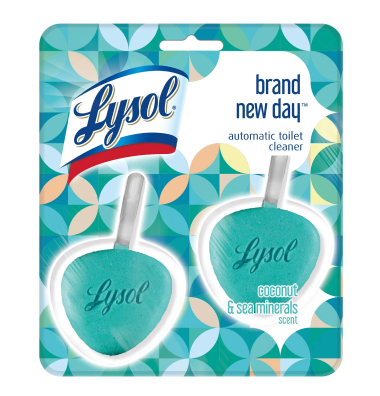 Lysol®
brand
new day™
automatic toilet
cleaner
Lysol
Lysol
coconut
& sea minerals
scent